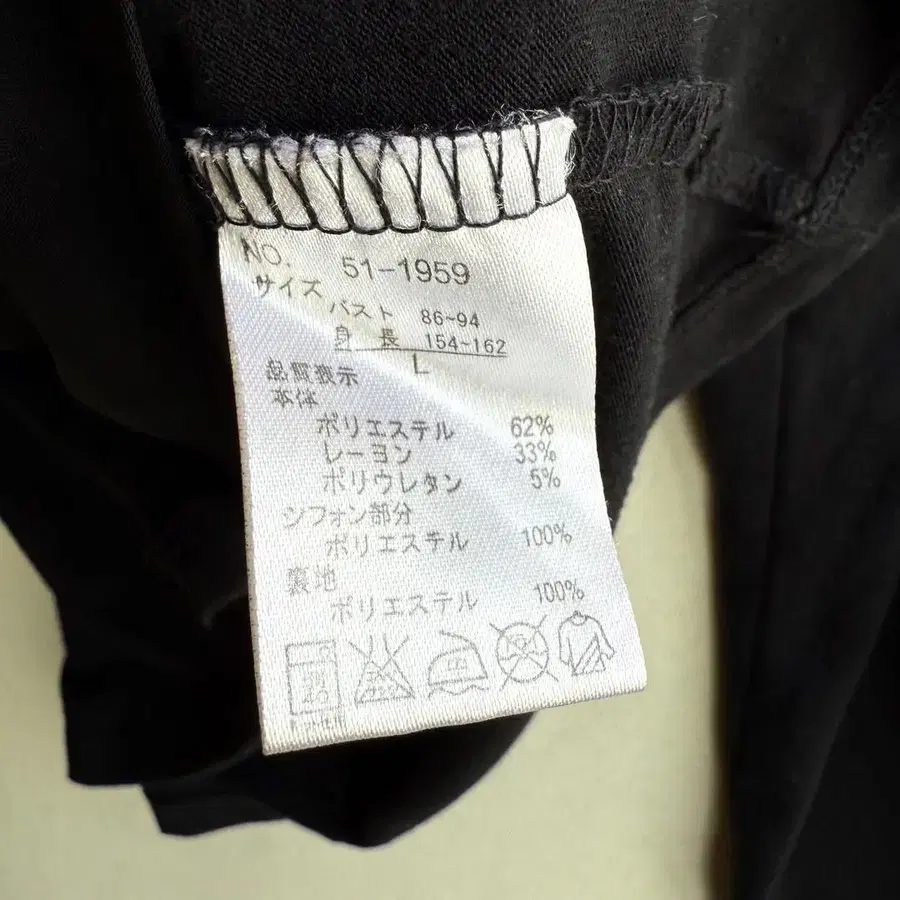 NO. 51-1959
サイズ
バスト 86~94
身 長 154~162
L
品質表示
本体
ポリエステル 62%
レーヨン 33%
ポリウレタン 5%
シフォン部分
ポリエステル 100%
裏地
ポリエステル 100%
40